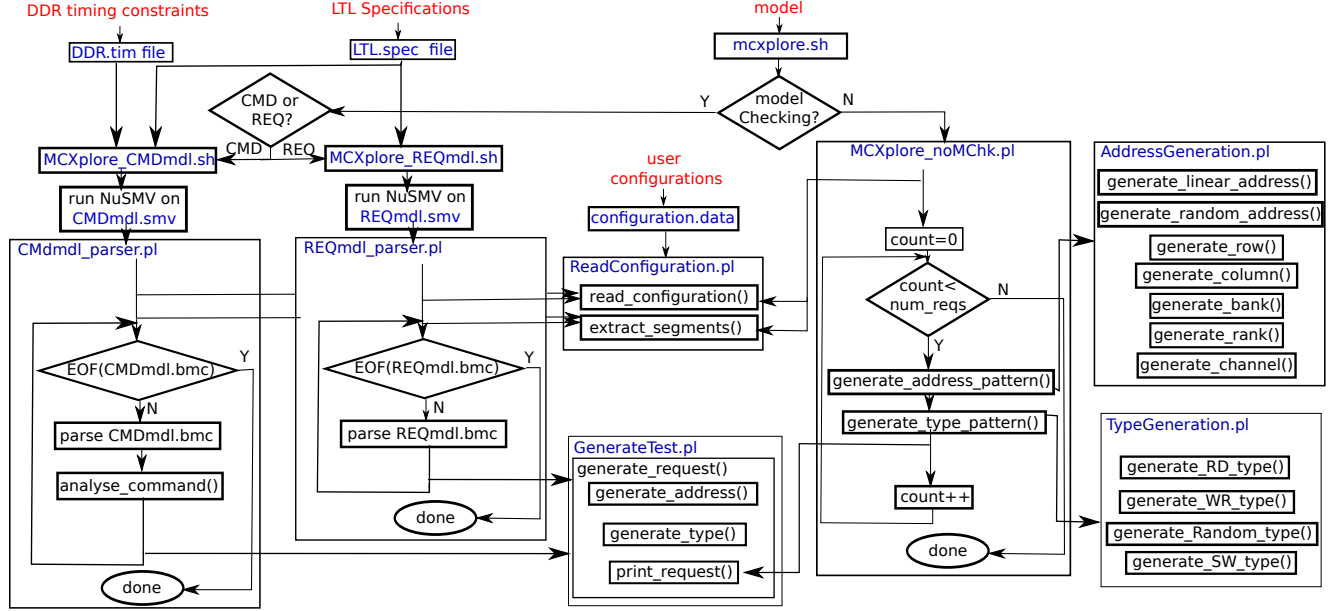 DDR timing constraints
LTL Specifications
model
DDR.tim file
LTL.spec file
mcxplore.sh
CMD or
REQ?
Y
model
Checking?
N
CMD
REQ
MCXplore_CMDmdl.sh
MCXplore_REQmdl.sh
run NuSMV on
CMDmdl.smv
run NuSMV on
REQmdl.smv
user
configurations
configuration.data
CMdmdl_parser.pl
EOF(CMDmdl.bmc)
Y
N
parse CMDmdl.bmc
analyse_command()
done
REQmdl_parser.pl
EOF(REQmdl.bmc)
Y
N
parse REQmdl.bmc
done
ReadConfiguration.pl
read_configuration()
extract_segments()
GenerateTest.pl
generate_request()
generate_address()
generate_type()
print_request()
MCXplore_noMChk.pl
count=0
count<
num_reqs
N
Y
generate_address_pattern()
generate_type_pattern()
count++
done
AddressGeneration.pl
generate_linear_address()
generate_random_address()
generate_row()
generate_column()
generate_bank()
generate_rank()
generate_channel()
TypeGeneration.pl
generate_RD_type()
generate_WR_type()
generate_Random_type()
generate_SW_type()